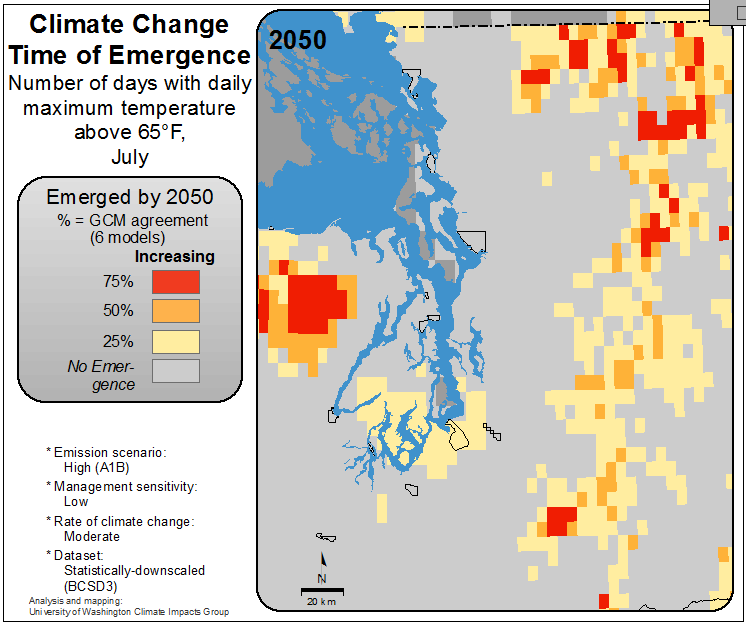 Climate Change
Time of Emergence
Number of days with daily
maximum temperature
above 65°F,
July
Emerged by 2050
% = GCM agreement
(6 models)
Increasing
75%
50%
25%
No Emer-
gence
* Emission scenario:
High (A1B)
* Management sensitivity:
Low
* Rate of climate change:
Moderate
* Dataset:
Statistically-downscaled
(BCSD3)
Analysis and mapping:
University of Washington Climate Impacts Group
2050
N
20 km